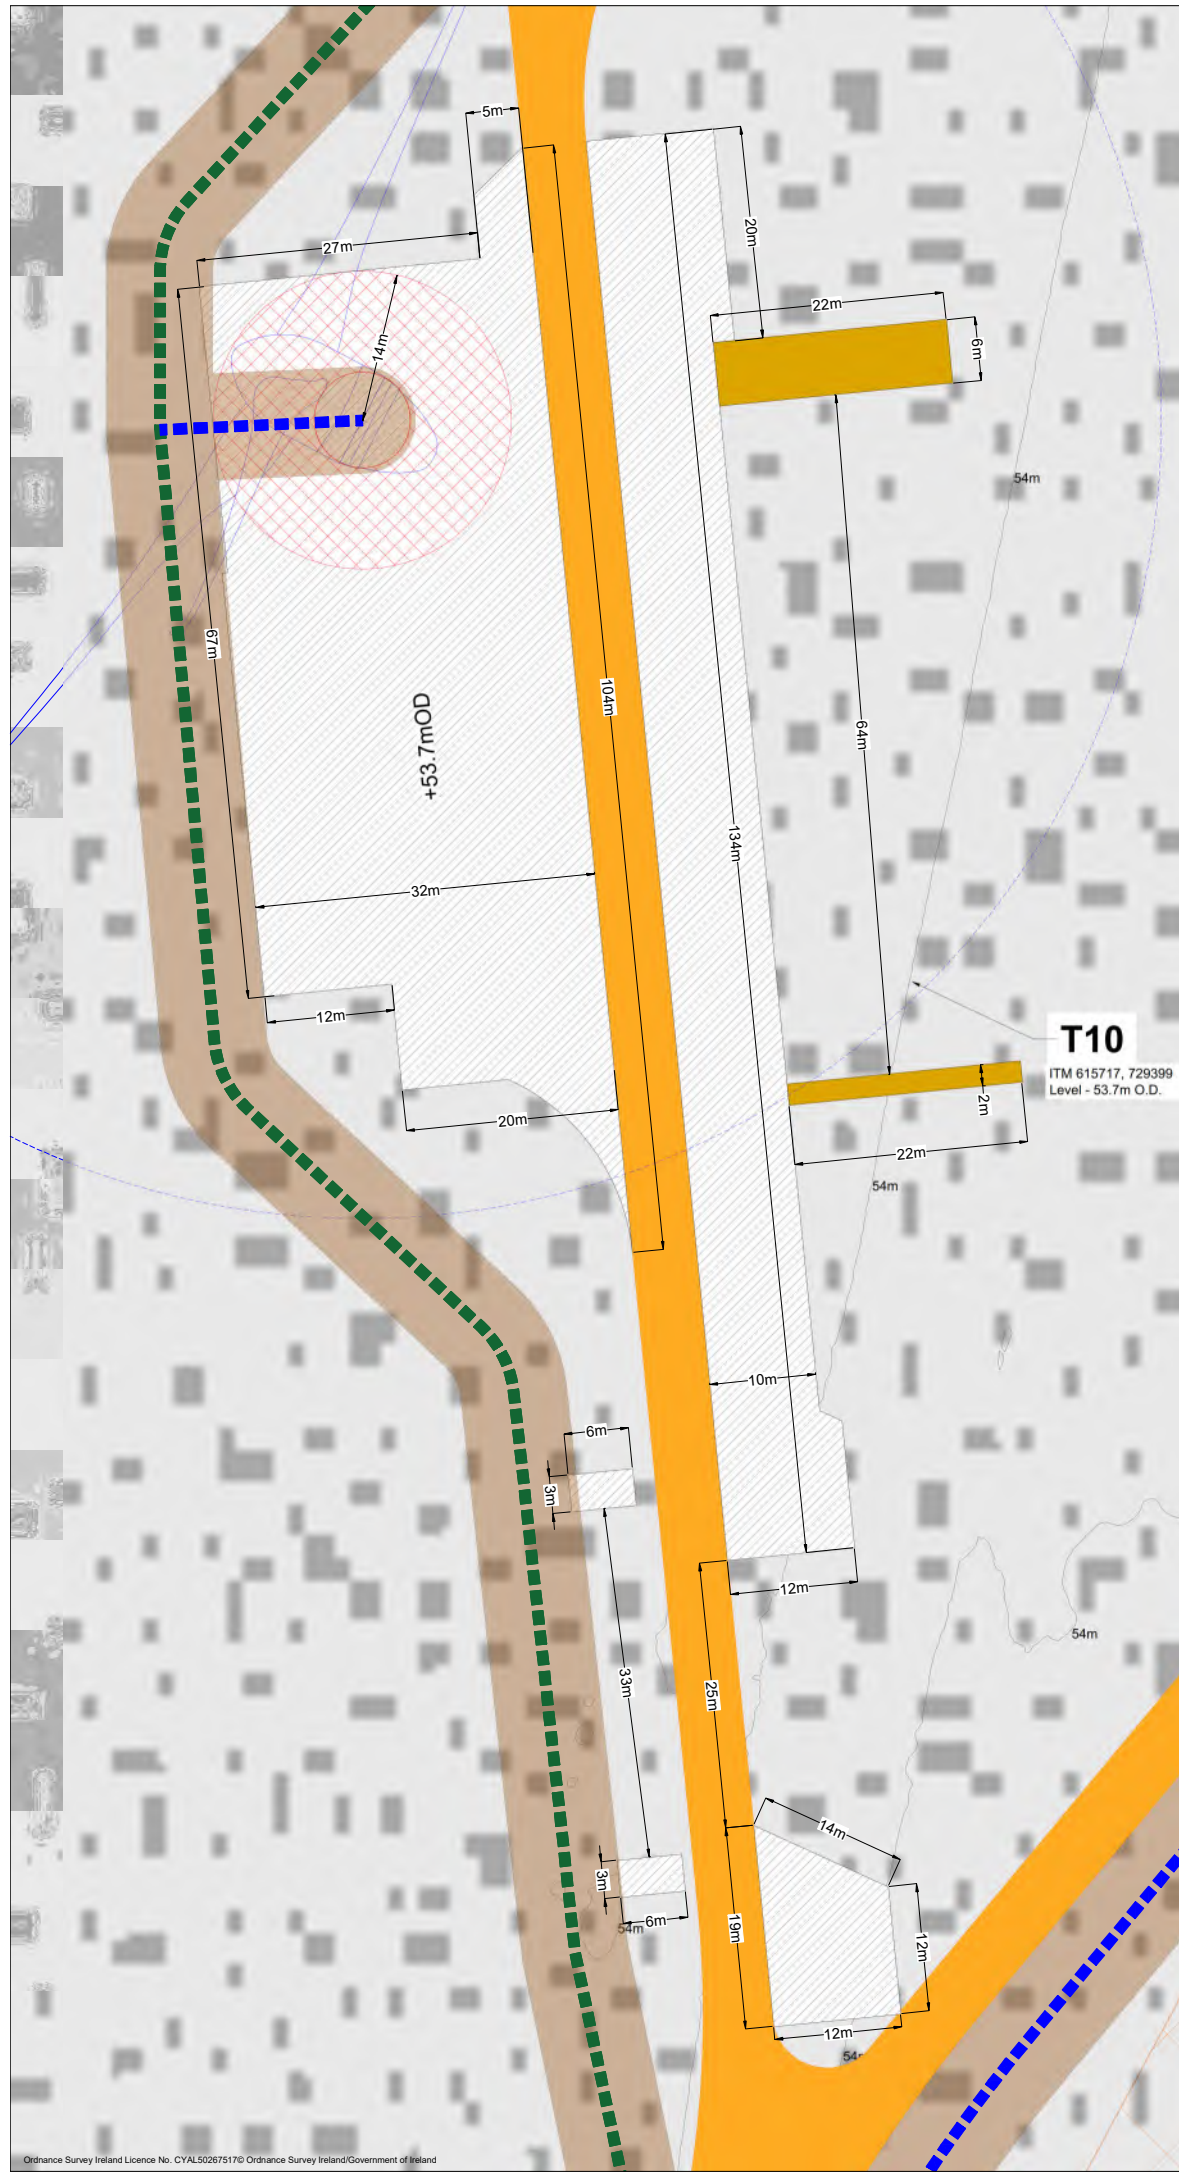 5m
27m
20m
22m
14m
6m
54m
67m
104m
+53.7mOD
64m
134m
32m
12m
T10
ITM 615717, 729399
Level - 53.7m O.D.
2m
20m
22m
54m
10m
6m
3m
12m
54m
33m
25m
14m
3m
6m
54m
19m
12m
12m
54m
Ordnance Survey Ireland Licence No. CYAL50267517© Ordnance Survey Ireland/Government of Ireland